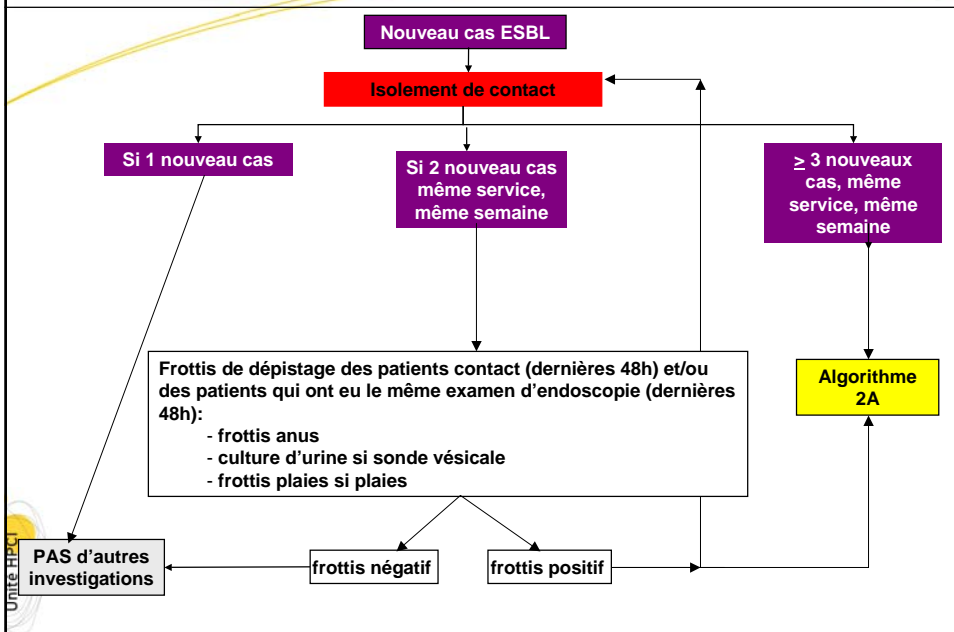 Nouveau cas ESBL
Isolement de contact
Si 1 nouveau cas
Si 2 nouveau cas
même service,
même semaine
≥ 3 nouveaux
cas, même
service, même
semaine
Frottis de dépistage des patients contact (dernières 48h) et/ou
des patients qui ont eu le même examen d'endoscopie (dernières
48h):
- frottis anus
- culture d'urine si sonde vésicale
- frottis plaies si plaies
Algorithme
2A
PAS d'autres
investigations
frottis négatif
frottis positif
Unité HPCI